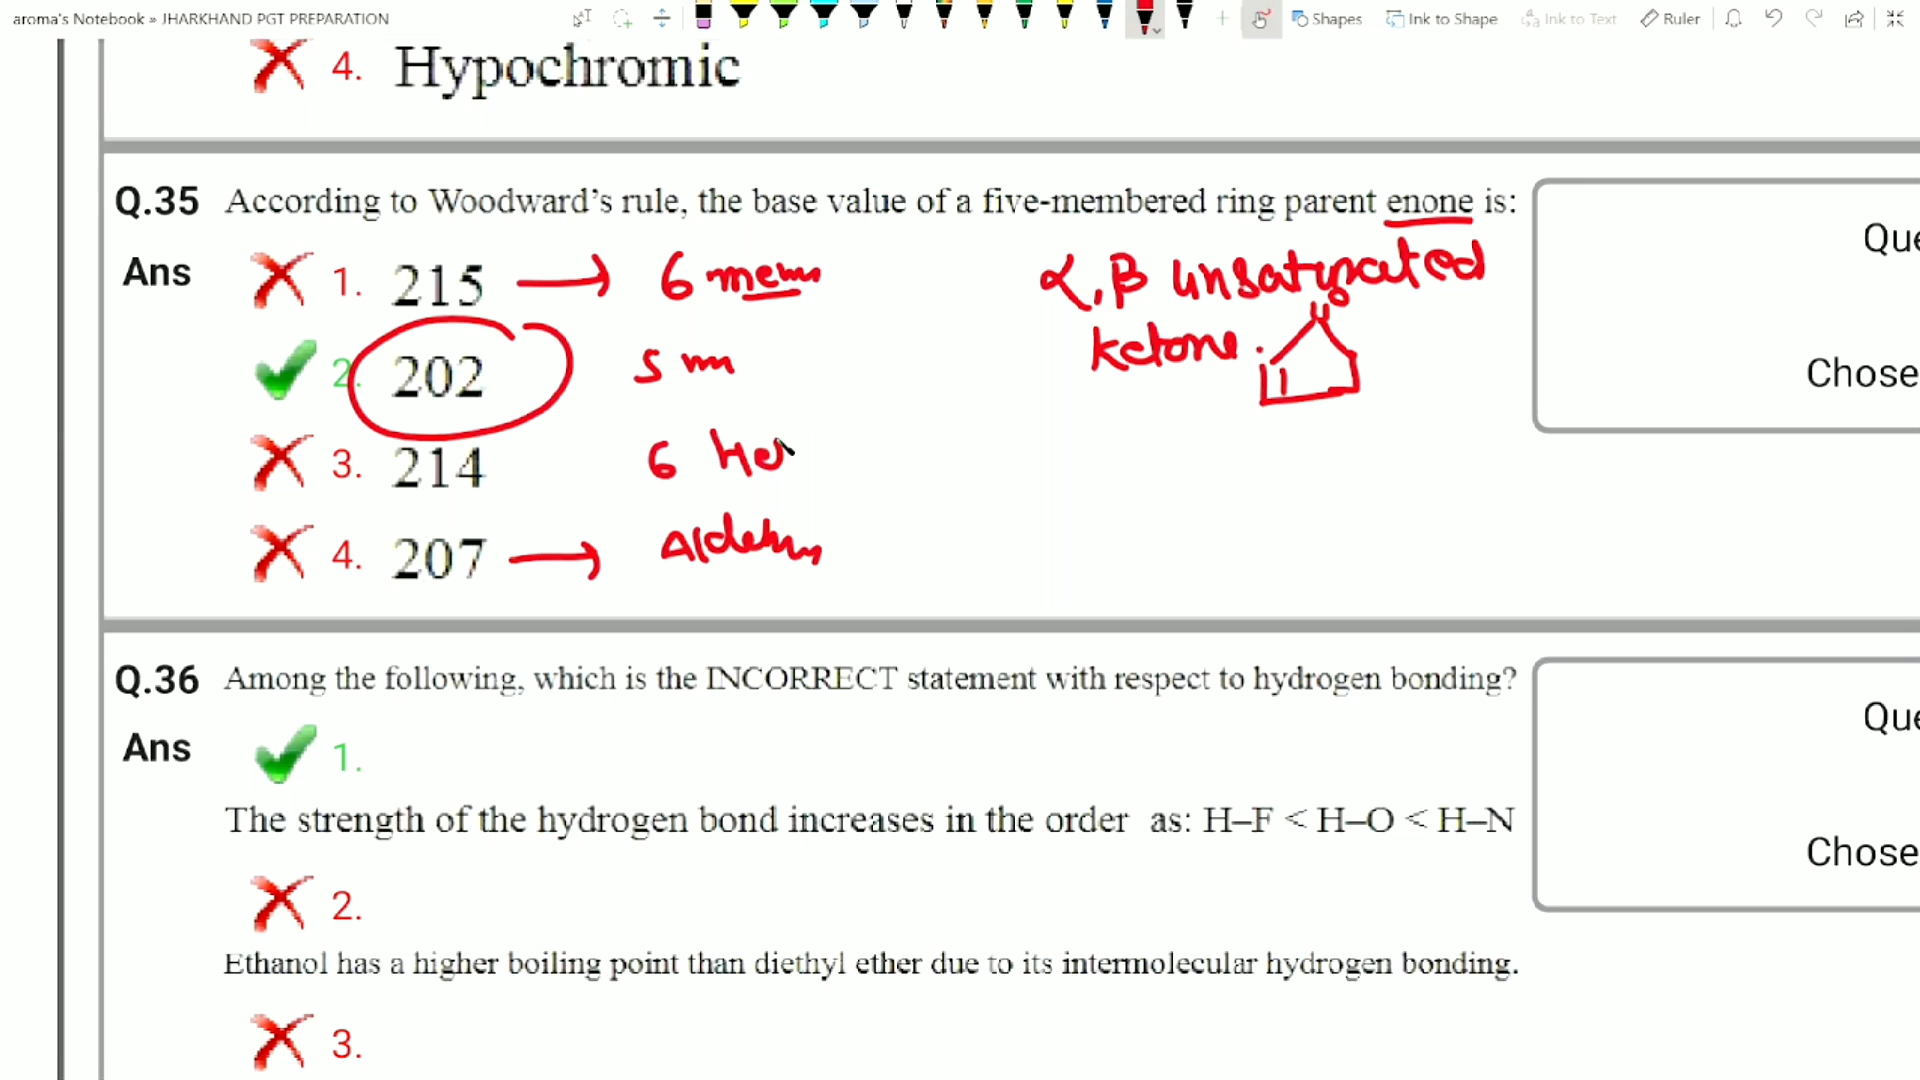 aroma's Notebook » JHARKHAND PGT PREPARATION
Shapes Ink to Shape Ink to Text Ruler
4. Hypochromic
Q.35 According to Woodward's rule, the base value of a five-membered ring parent enone is:
Que
Ans 1. 215 → 6 mem
α, β unsaturated
ketone
O
2. 202 5 m
Chose
3. 214 6 Het
4. 207 → Aldehy
Q.36 Among the following, which is the INCORRECT statement with respect to hydrogen bonding?
Que
Ans 1.
The strength of the hydrogen bond increases in the order as: H–F < H–O < H–N
Chose
2.
Ethanol has a higher boiling point than diethyl ether due to its intermolecular hydrogen bonding.
3.